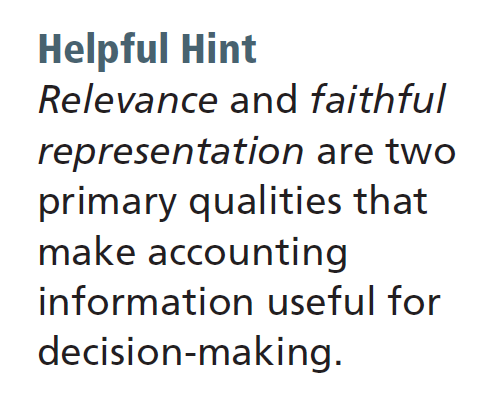 Helpful Hint
Relevance and faithful
representation are two
primary qualities that
make accounting
information useful for
decision-making.